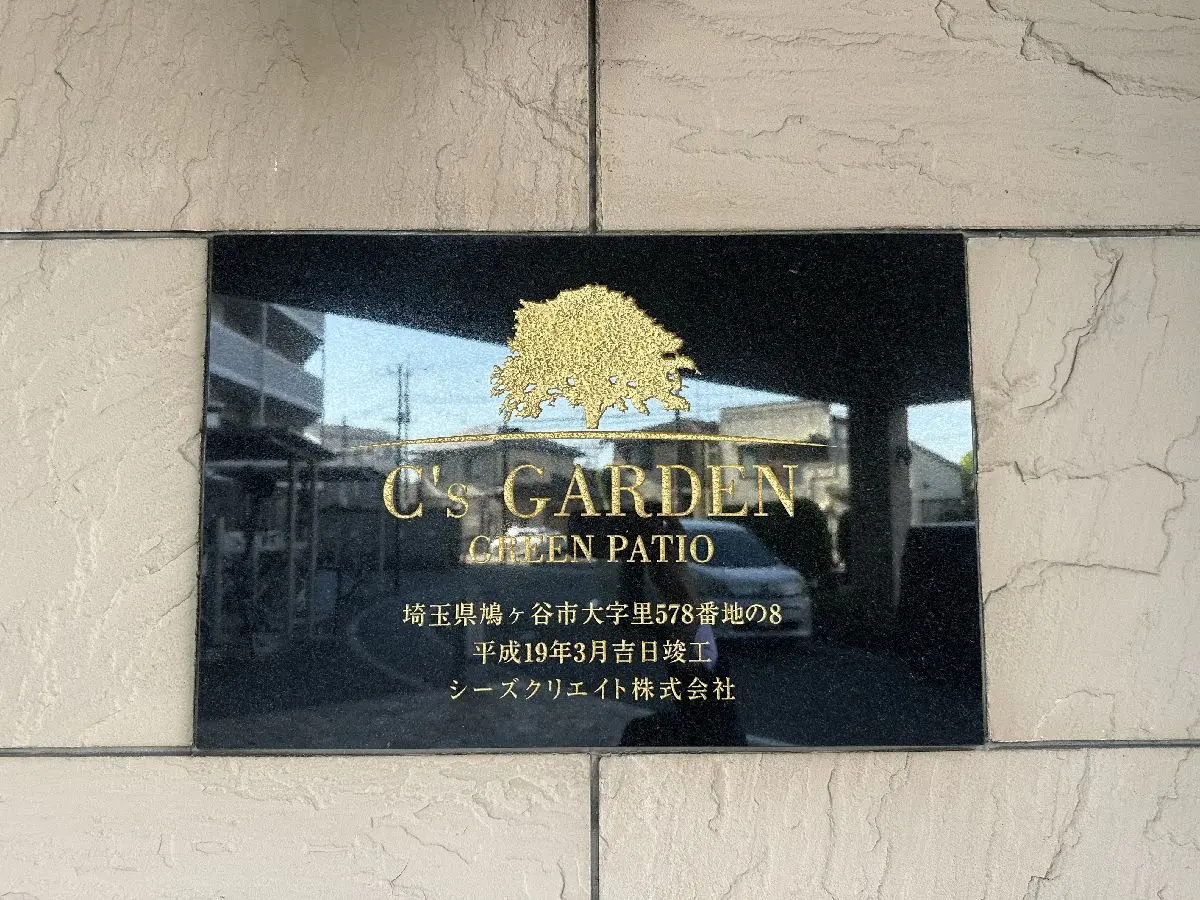 C's GARDEN
GREEN PATIO
埼玉県鳩ヶ谷市大字里578番地の8
平成19年3月吉日竣工
シーズクリエイト株式会社